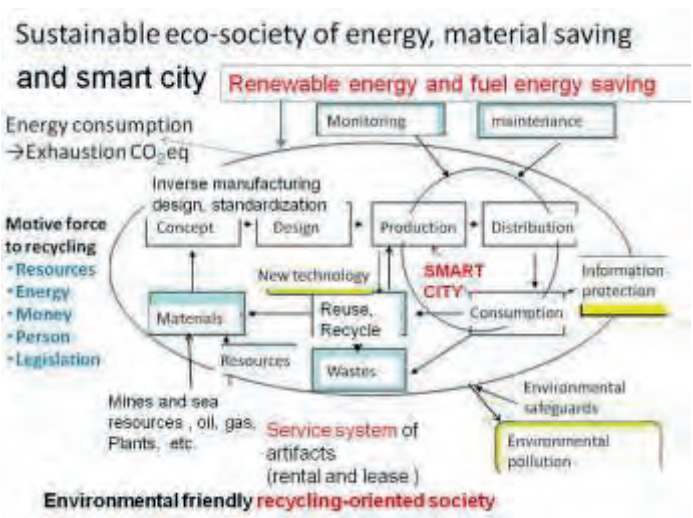 Sustainable eco-society of energy, material saving
and smart city
Renewable energy and fuel energy saving
Energy consumption
→Exhaustion CO₂eq
Monitoring
maintenance
Inverse manufacturing
design, standardization
Concept
Design
Production
Distribution
Motive force
to recycling
•Resources
•Energy
•Money
•Person
•Legislation
New technology
SMART
CITY
Information
protection
Materials
Reuse,
Recycle
Consumption
Resources
Wastes
Mines and sea
resources , oil, gas,
Plants, etc.
Service system of
artifacts
(rental and lease )
Environmental
safeguards
Environmental
pollution
Environmental friendly recycling-oriented society